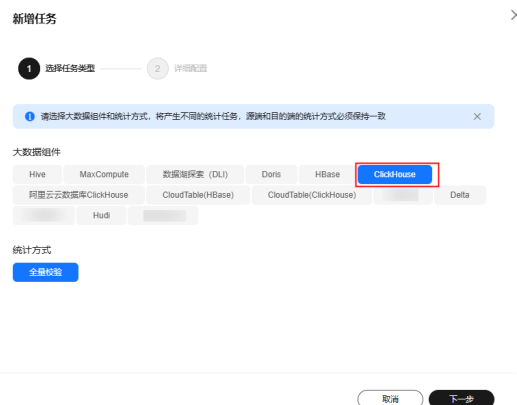 新增任务
1 选择任务类型 2 详细配置
请选择大数据组件和统计方式，将产生不同的统计任务，源端和目的端的统计方式必须保持一致
大数据组件
Hive MaxCompute 数据湖探索 (DLI) Doris HBase ClickHouse
阿里云云数据库ClickHouse CloudTable(HBase) CloudTable(ClickHouse) Delta
Hudi
统计方式
全量校验
取消 下一步